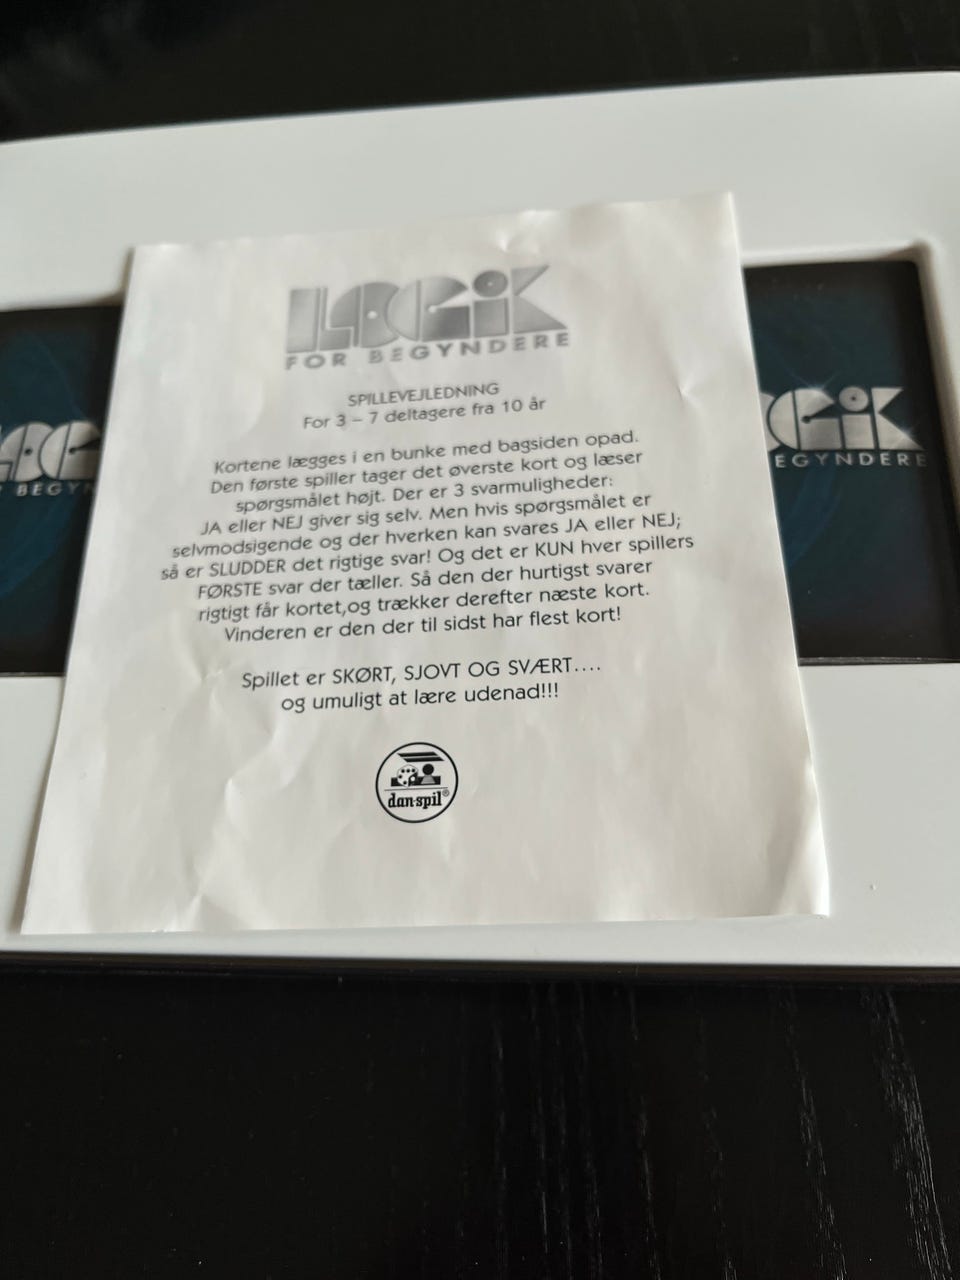 LOGiK
FOR BEGYNDERE
SPILLEVEJLEDNING
For 3 – 7 deltagere fra 10 år
Kortene lægges i en bunke med bagsiden opad.
Den første spiller tager det øverste kort og læser
spørgsmålet højt. Der er 3 svarmuligheder:
JA eller NEJ giver sig selv. Men hvis spørgsmålet er
selvmodsigende og der hverken kan svares JA eller NEJ;
så er SLUDDER det rigtige svar! Og det er KUN hver spillers
FØRSTE svar der tæller. Så den der hurtigst svarer
rigtigt får kortet,og trækker derefter næste kort.
Vinderen er den der til sidst har flest kort!
Spillet er SKØRT, SJOVT OG SVÆRT....
og umuligt at lære udenad!!!
dan-spil®
LOG
R BEGYN
OGiK
EGYNDERE